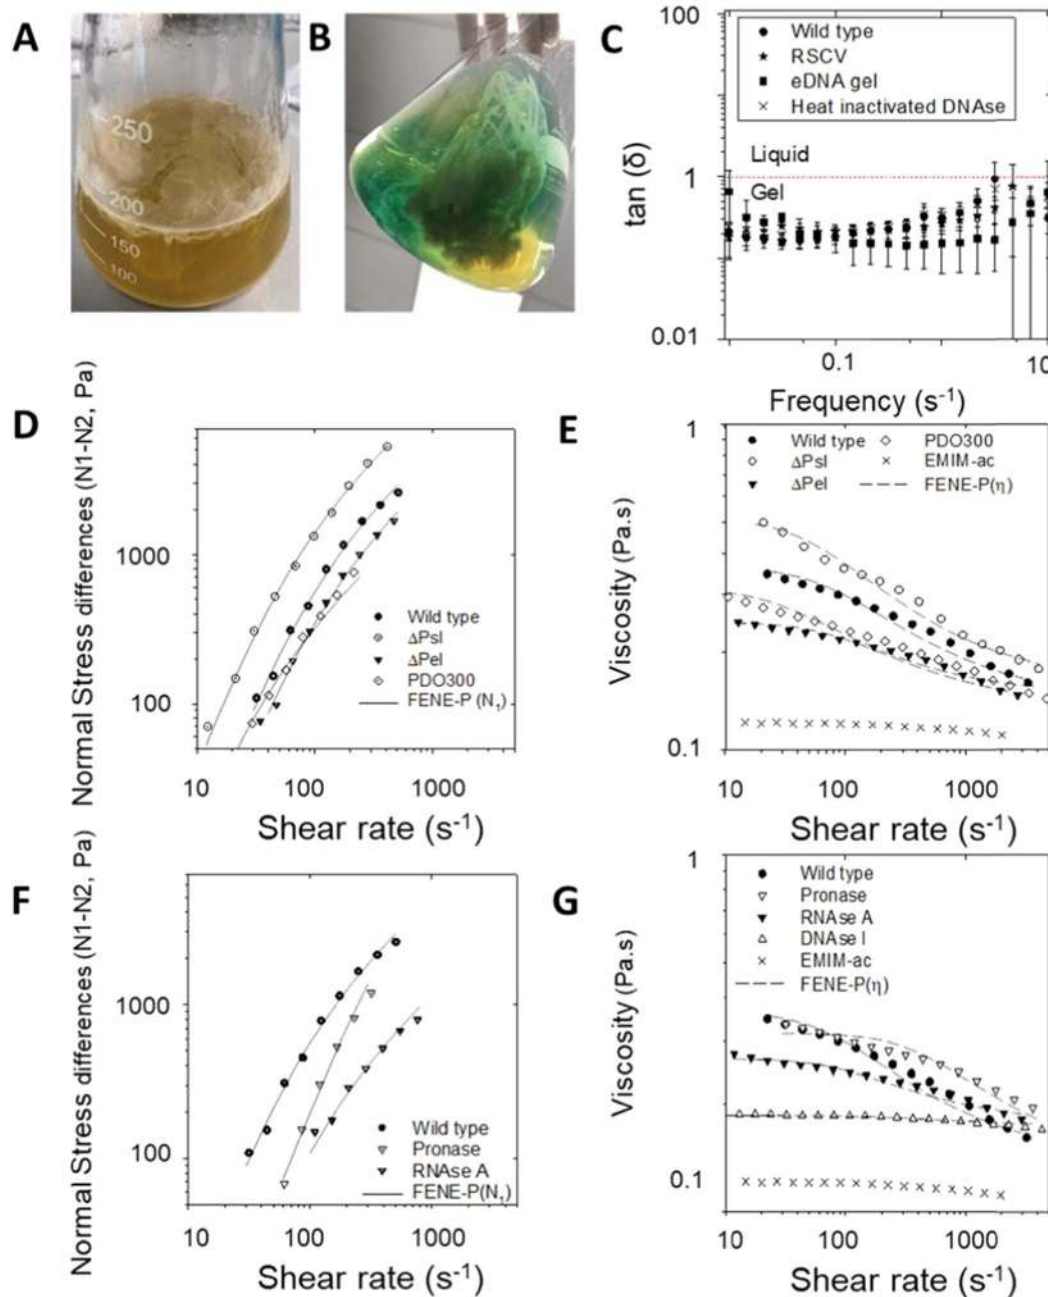 A
250
200
150
100
B
C
100
1
0.01
tan (δ)
Wild type
RSCV
eDNA gel
Heat inactivated DNAse
Liquid
Gel
0.1
10
Frequency (s⁻¹)
D
Normal Stress differences (N1-N2, Pa)
1000
100
Wild type
ΔPsl
ΔPel
PDO300
FENE-P (N₁)
10 100 1000
Shear rate (s⁻¹)
E
Viscosity (Pa.s)
1
0.1
Wild type
ΔPsl
ΔPel
PDO300
EMIM-ac
FENE-P(η)
10 100 1000
Shear rate (s⁻¹)
F
Normal Stress differences (N1-N2, Pa)
1000
100
Wild type
Pronase
RNAse A
FENE-P(N₁)
10 100 1000
Shear rate (s⁻¹)
G
Viscosity (Pa.s)
1
0.1
Wild type
Pronase
RNAse A
DNAse I
EMIM-ac
FENE-P(η)
10 100 1000
Shear rate (s⁻¹)